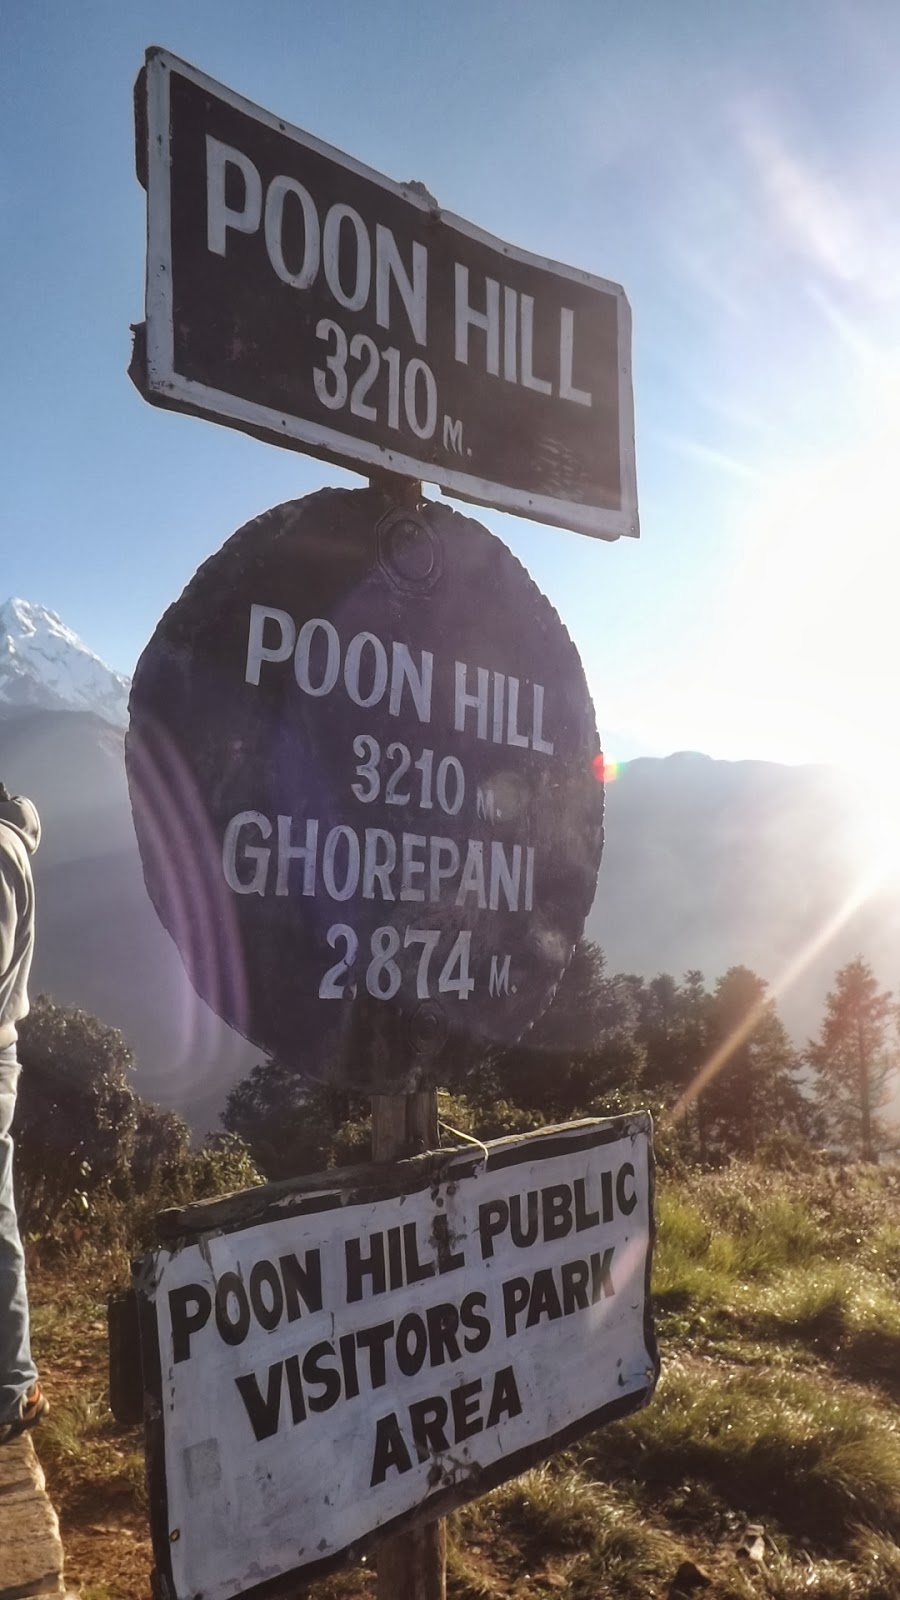 POON HILL
3210 M.
POON HILL
3210 M.
GHOREPANI
2874 M.
POON HILL PUBLIC
VISITORS PARK
AREA